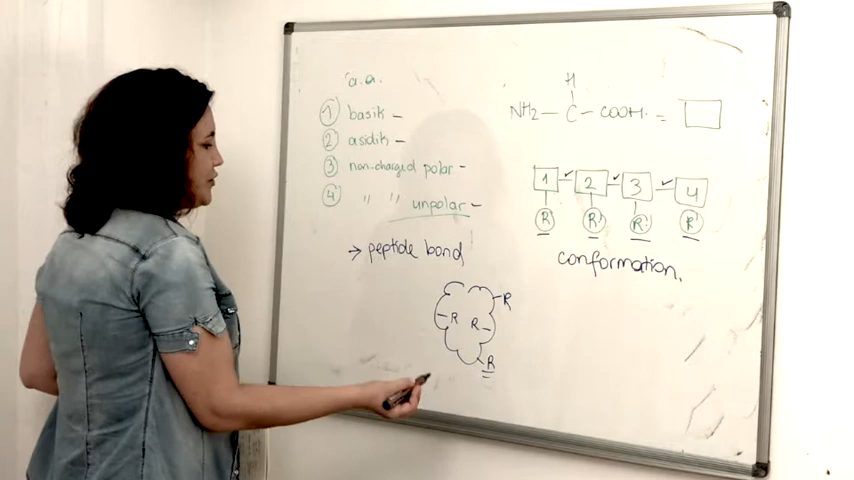 a.a.
① basik –
② asidik –
③ non-charged polar –
④ " " unpolar –
→ peptide bond
H
NH2 – C – COOH. =
1 2 3 4
R R R R
conformation.
R
R R
R